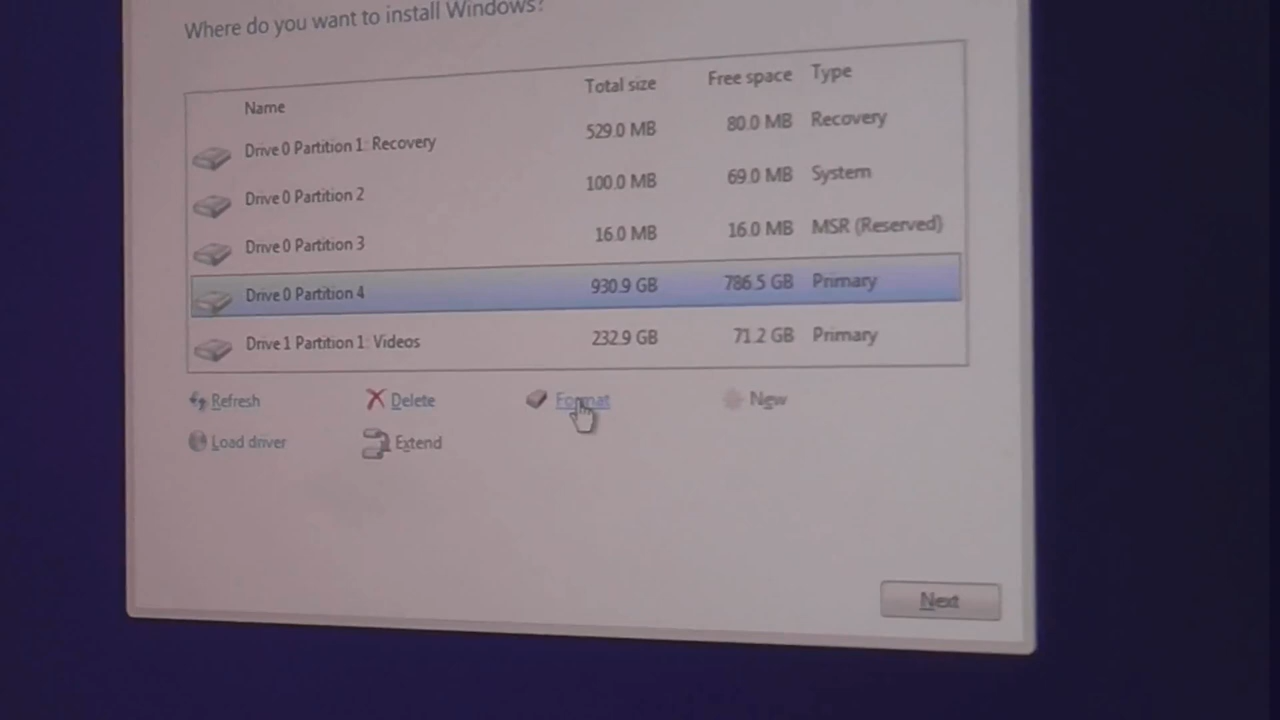 Where do you want to install Windows?
Name Total size Free space Type
Drive 0 Partition 1: Recovery 529.0 MB 80.0 MB Recovery
Drive 0 Partition 2 100.0 MB 69.0 MB System
Drive 0 Partition 3 16.0 MB 16.0 MB MSR (Reserved)
Drive 0 Partition 4 930.9 GB 786.5 GB Primary
Drive 1 Partition 1: Videos 232.9 GB 71.2 GB Primary
Refresh Delete Format New
Load driver Extend
Next